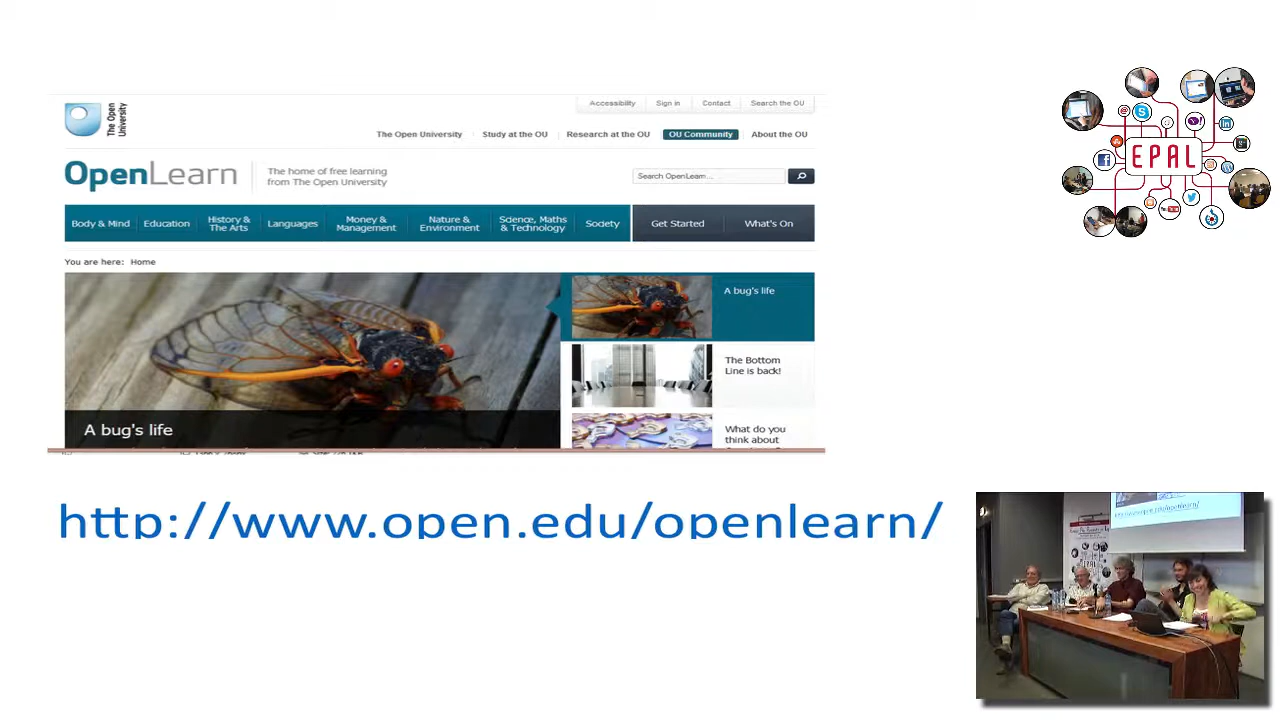 The Open
University
Accessibility
Sign in
Contact
Search the OU
The Open University
Study at the OU
Research at the OU
OU Community
About the OU
OpenLearn
The home of free learning
from The Open University
Search OpenLearn...
Body & Mind
Education
History &
The Arts
Languages
Money &
Management
Nature &
Environment
Science, Maths
& Technology
Society
Get Started
What's On
You are here: Home
A bug's life
A bug's life
The Bottom
Line is back!
What do you
think about
EPAL
http://www.open.edu/openlearn/